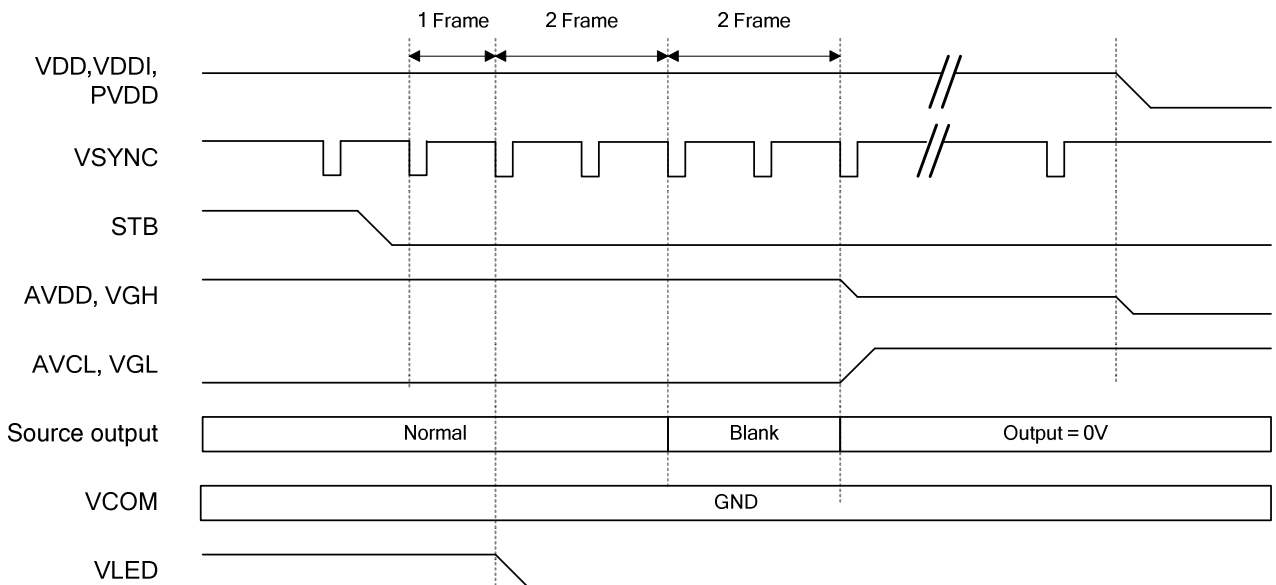 1 Frame
2 Frame
2 Frame
VDD,VDDI,
PVDD
VSYNC
STB
AVDD, VGH
AVCL, VGL
Source output
Normal
Blank
Output = 0V
VCOM
GND
VLED